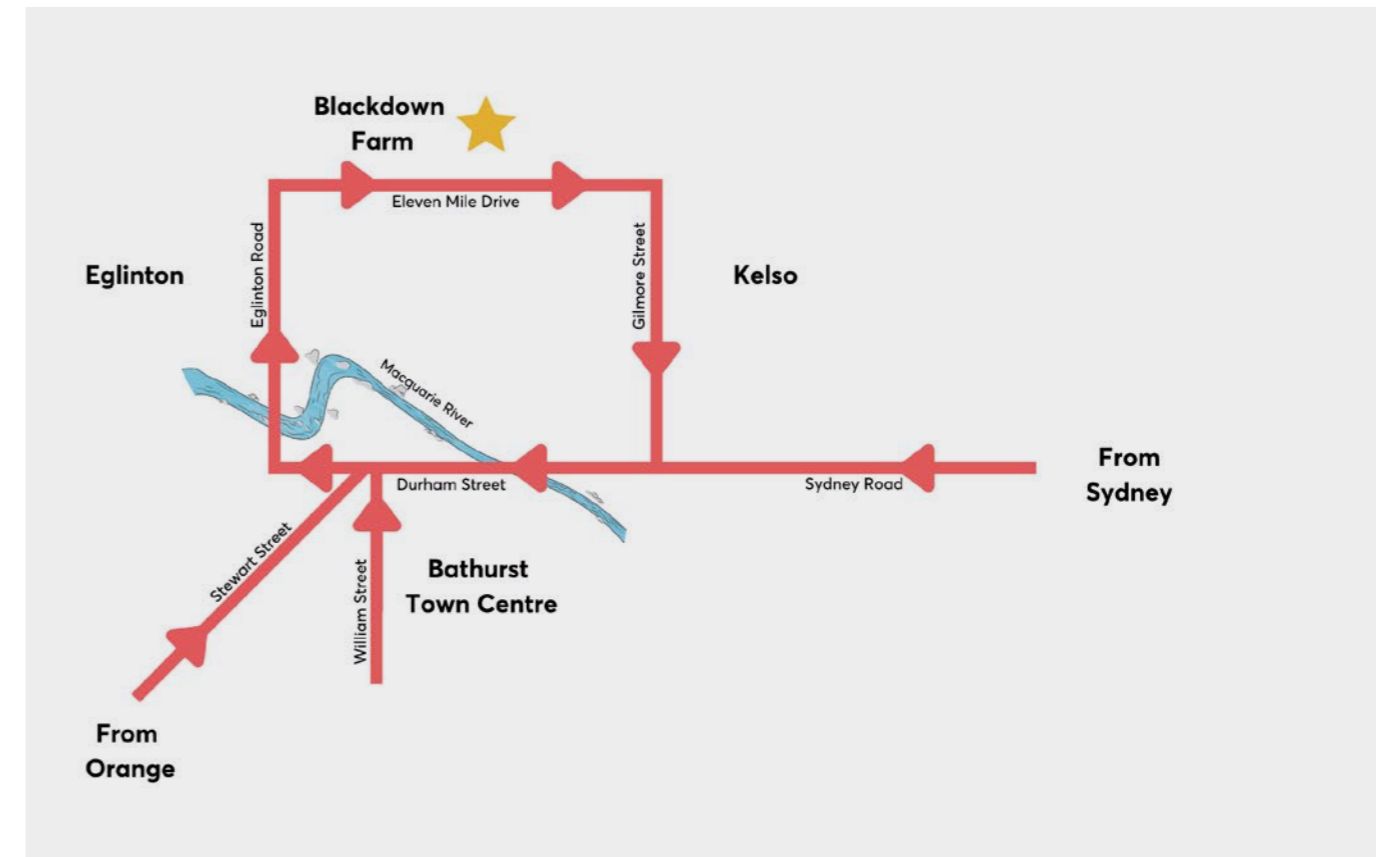 Blackdown
Farm
Eleven Mile Drive
Eglinton Road
Gilmore Street
Eglinton
Kelso
Macquarie River
Durham Street
Sydney Road
From
Sydney
Stewart Street
William Street
Bathurst
Town Centre
From
Orange